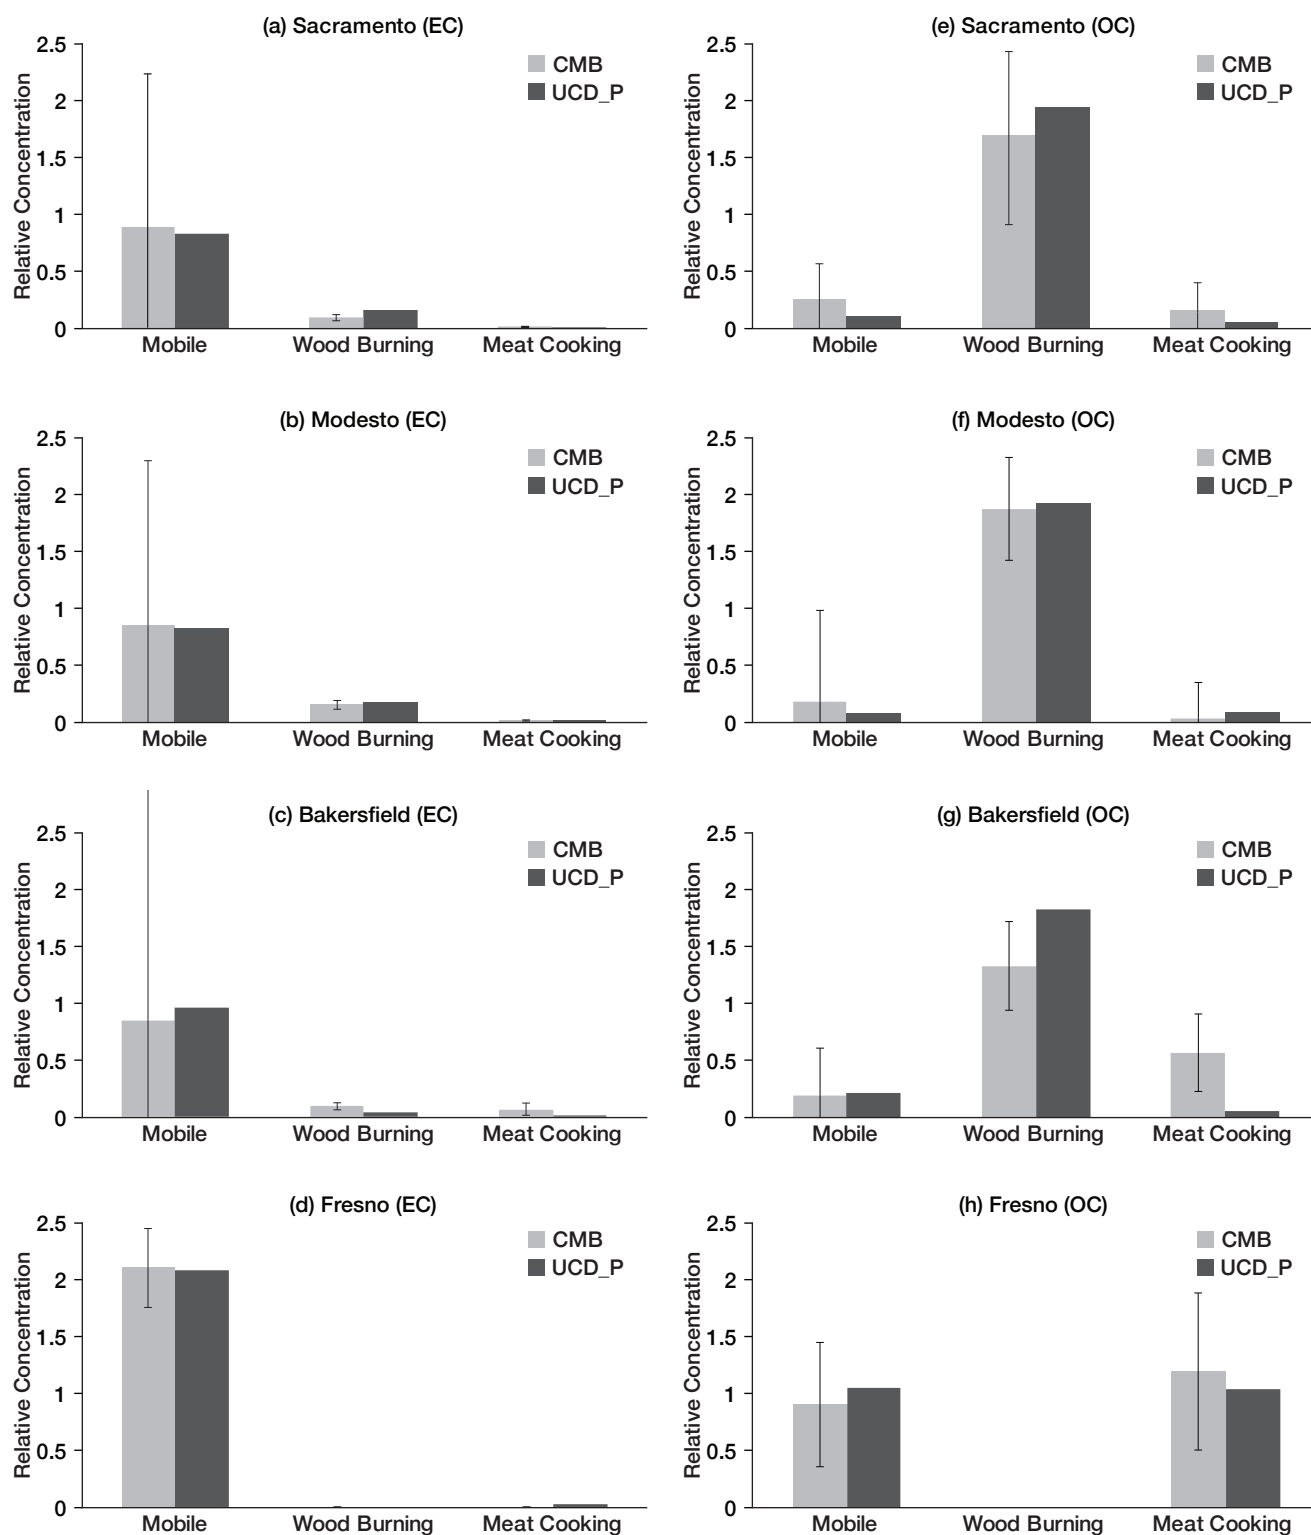 (a) Sacramento (EC)
Relative Concentration
2.5
2
1.5
1
0.5
0
CMB
UCD_P
Mobile
Wood Burning
Meat Cooking
(e) Sacramento (OC)
Relative Concentration
2.5
2
1.5
1
0.5
0
CMB
UCD_P
Mobile
Wood Burning
Meat Cooking
(b) Modesto (EC)
Relative Concentration
2.5
2
1.5
1
0.5
0
CMB
UCD_P
Mobile
Wood Burning
Meat Cooking
(f) Modesto (OC)
Relative Concentration
2.5
2
1.5
1
0.5
0
CMB
UCD_P
Mobile
Wood Burning
Meat Cooking
(c) Bakersfield (EC)
Relative Concentration
2.5
2
1.5
1
0.5
0
CMB
UCD_P
Mobile
Wood Burning
Meat Cooking
(g) Bakersfield (OC)
Relative Concentration
2.5
2
1.5
1
0.5
0
CMB
UCD_P
Mobile
Wood Burning
Meat Cooking
(d) Fresno (EC)
Relative Concentration
2.5
2
1.5
1
0.5
0
CMB
UCD_P
Mobile
Wood Burning
Meat Cooking
(h) Fresno (OC)
Relative Concentration
2.5
2
1.5
1
0.5
0
CMB
UCD_P
Mobile
Wood Burning
Meat Cooking